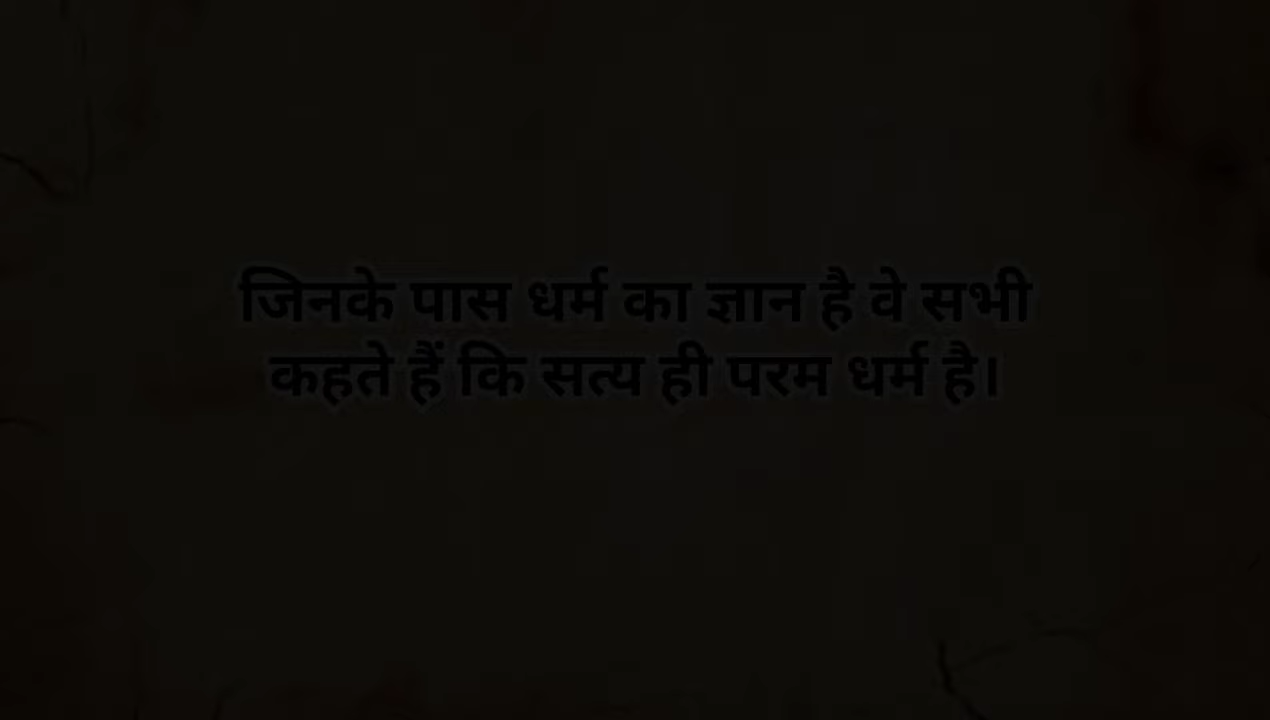 जिनके पास धर्म का ज्ञान है वे सभी
कहते हैं कि सत्य ही परम धर्म है।